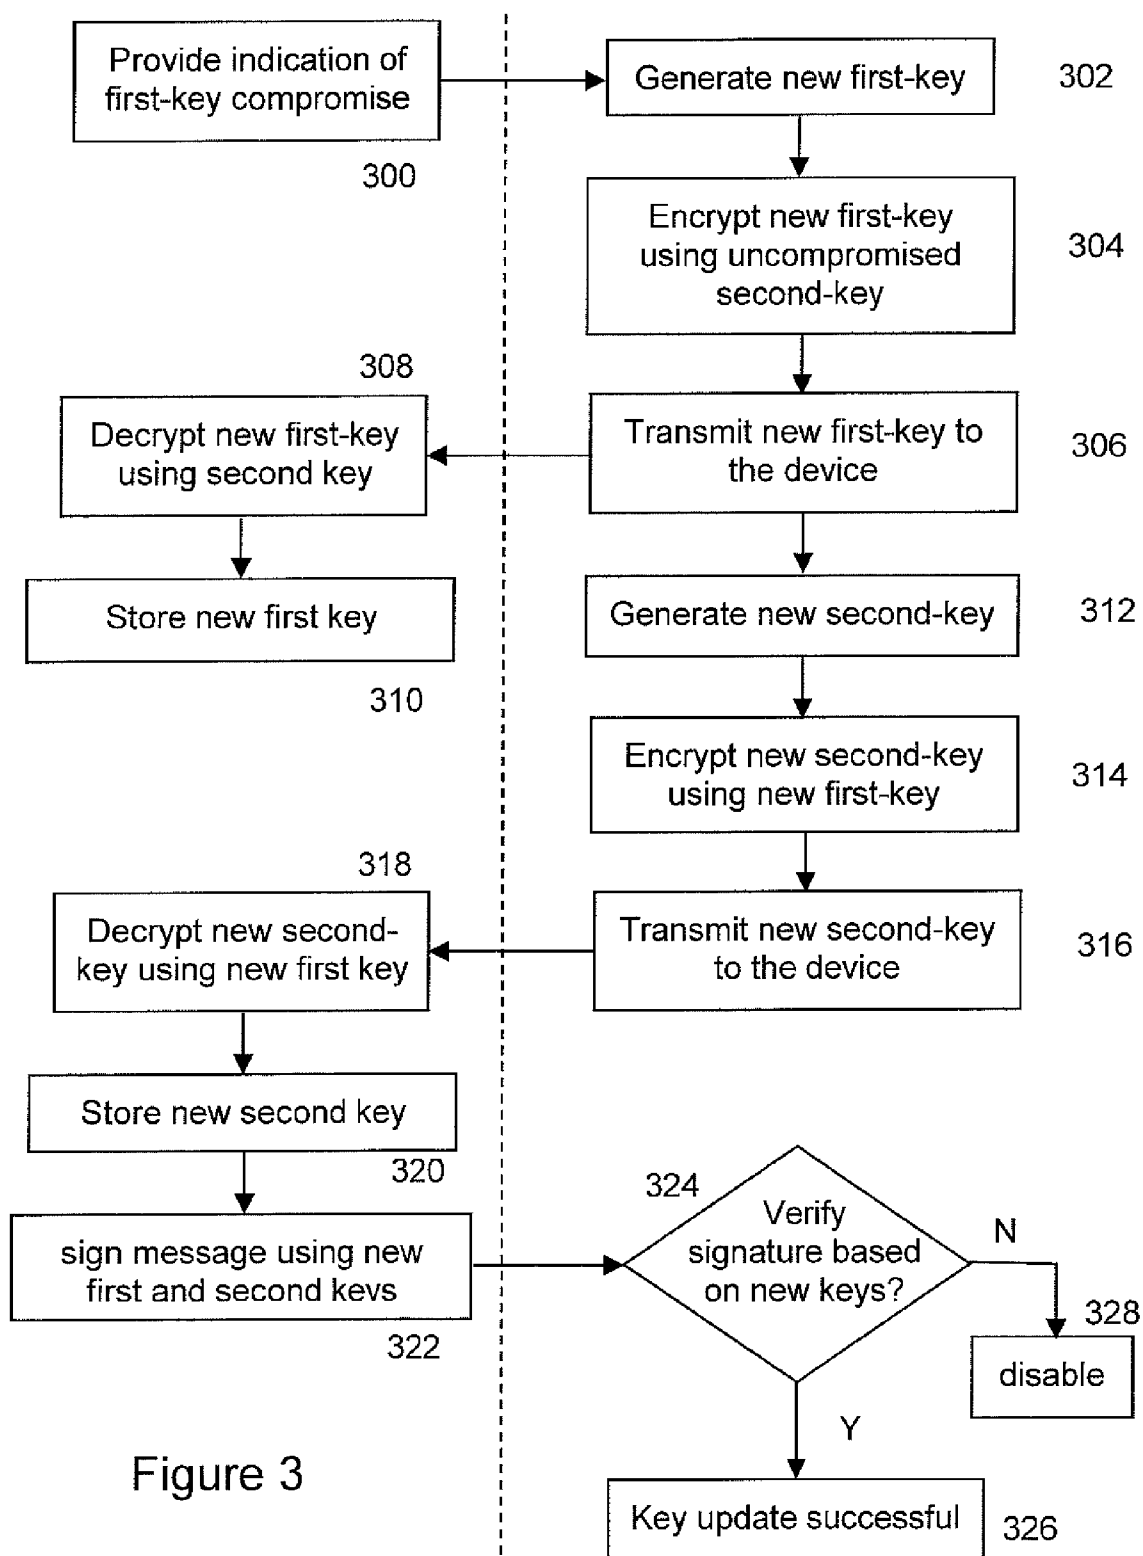 Provide indication of
first-key compromise
300
Generate new first-key
302
Encrypt new first-key
using uncompromised
second-key
304
308
Decrypt new first-key
using second key
Transmit new first-key to
the device
306
Store new first key
310
Generate new second-key
312
Encrypt new second-key
using new first-key
314
318
Decrypt new second-
key using new first key
Transmit new second-key
to the device
316
Store new second key
320
sign message using new
first and second keys
322
324
Verify
signature based
on new keys?
N
328
disable
Y
Key update successful
326
Figure 3